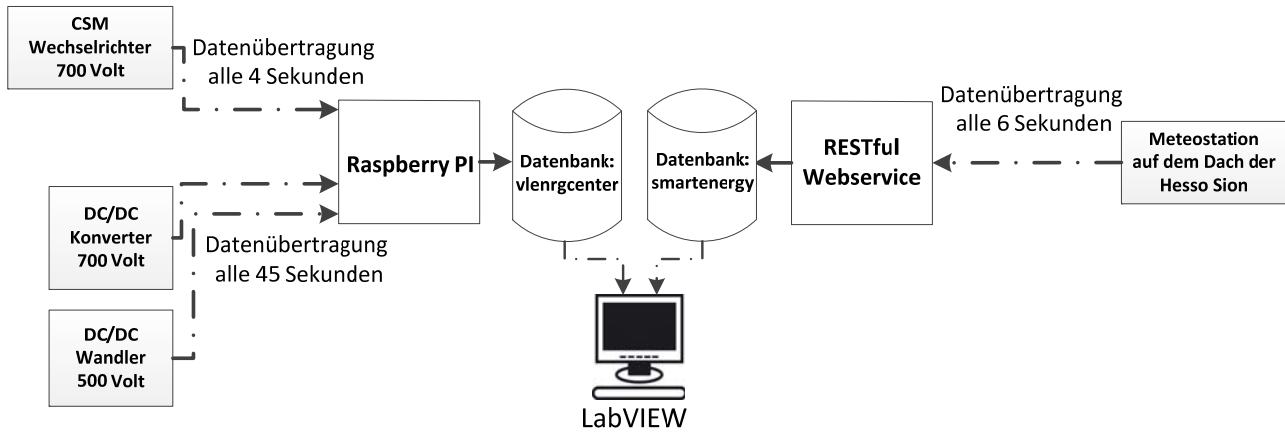 CSM
Wechselrichter
700 Volt
Datenübertragung
alle 4 Sekunden
Raspberry PI
DC/DC
Konverter
700 Volt
Datenübertragung
alle 45 Sekunden
DC/DC
Wandler
500 Volt
Datenbank:
vlenrgcenter
Datenbank:
smartenergy
RESTful
Webservice
Datenübertragung
alle 6 Sekunden
Meteostation
auf dem Dach der
Hesso Sion
LabVIEW